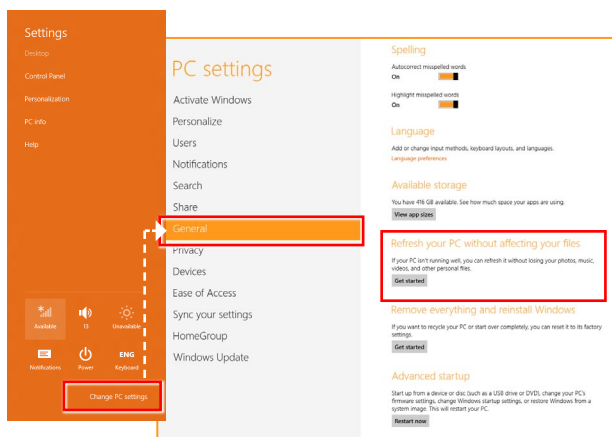 Settings
Desktop
Control Panel
Personalization
PC info
Help
Available
13
Unavailable
Notifications
Power
ENG
Keyboard
Change PC settings
PC settings
Activate Windows
Personalize
Users
Notifications
Search
Share
General
Privacy
Devices
Ease of Access
Sync your settings
HomeGroup
Windows Update
Spelling
Autocorrect misspelled words
On
Highlight misspelled words
On
Language
Add or change input methods, keyboard layouts, and languages.
Language preferences
Available storage
You have 416 GB available. See how much space your apps are using.
View app sizes
Refresh your PC without affecting your files
If your PC isn't running well, you can refresh it without losing your photos, music,
videos, and other personal files.
Get started
Remove everything and reinstall Windows
If you want to recycle your PC or start over completely, you can reset it to its factory
settings.
Get started
Advanced startup
Start up from a device or disc (such as a USB drive or DVD), change your PC's
firmware settings, change Windows startup settings, or restore Windows from a
system image. This will restart your PC.
Restart now